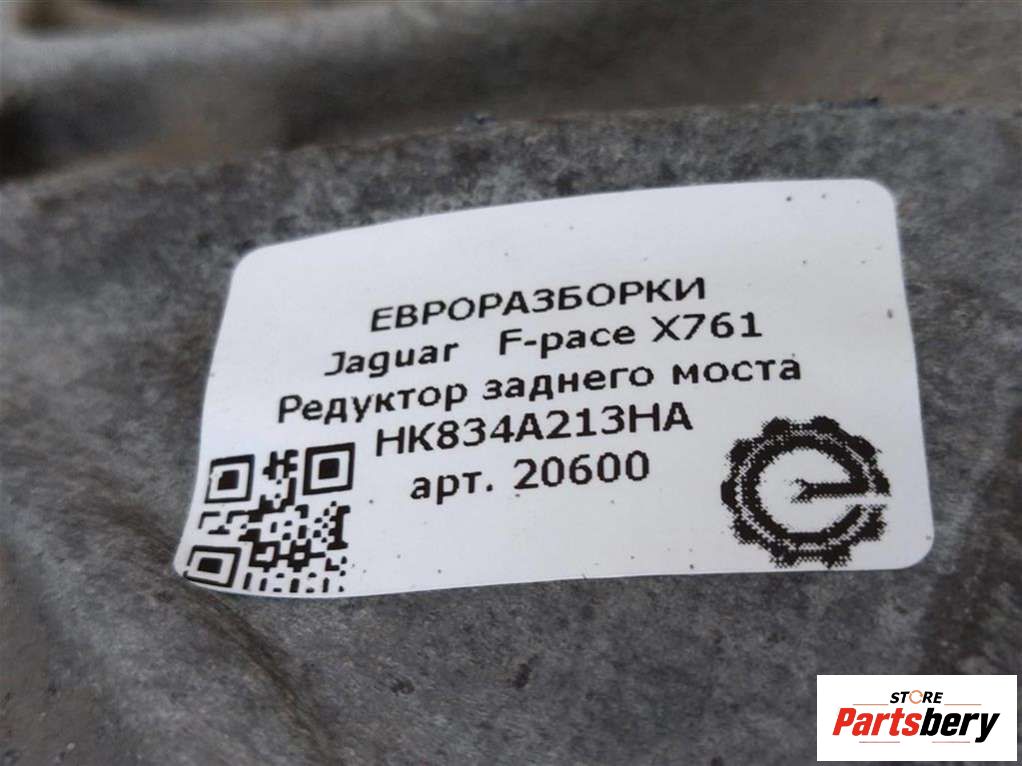 ЕВРОРАЗБОРКИ
Jaguar F-pace X761
Редуктор заднего моста
HK834A213HA
арт. 20600
STORE
Partsbery